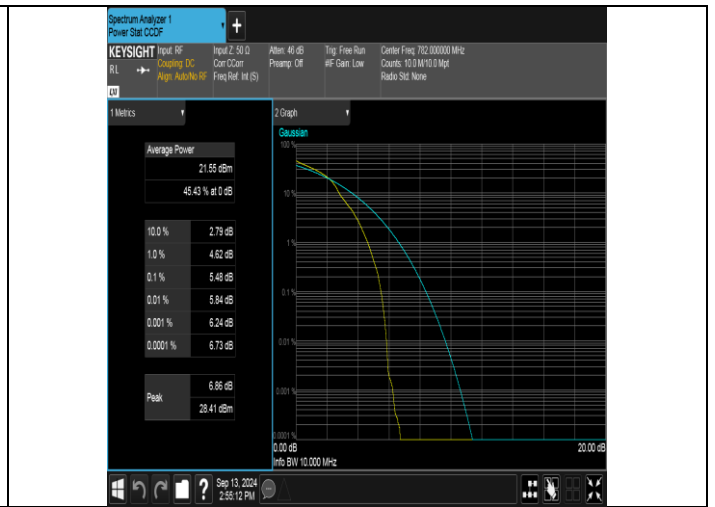 Spectrum Analyzer 1
Power Stat CCDF
+
KEYSIGHT
RL
Input: RF
Coupling: DC
Align: Auto/No RF
Input Z: 50 Ω
Corr CCorr
Freq Ref: Int (S)
Atten: 46 dB
Preamp: Off
Trig: Free Run
#IF Gain: Low
Center Freq: 782.000000 MHz
Counts: 10.0 M/10.0 Mpt
Radio Std: None
1 Metrics
Average Power
21.55 dBm
45.43 % at 0 dB
10.0 % 2.79 dB
1.0 % 4.62 dB
0.1 % 5.48 dB
0.01 % 5.84 dB
0.001 % 6.24 dB
0.0001 % 6.73 dB
Peak
6.86 dB
28.41 dBm
2 Graph
Gaussian
100 %
10 %
1 %
0.1 %
0.01 %
0.001 %
0.0001 %
0.00 dB 20.00 dB
Info BW 10.000 MHz
?
Sep 13, 2024
2:55:12 PM